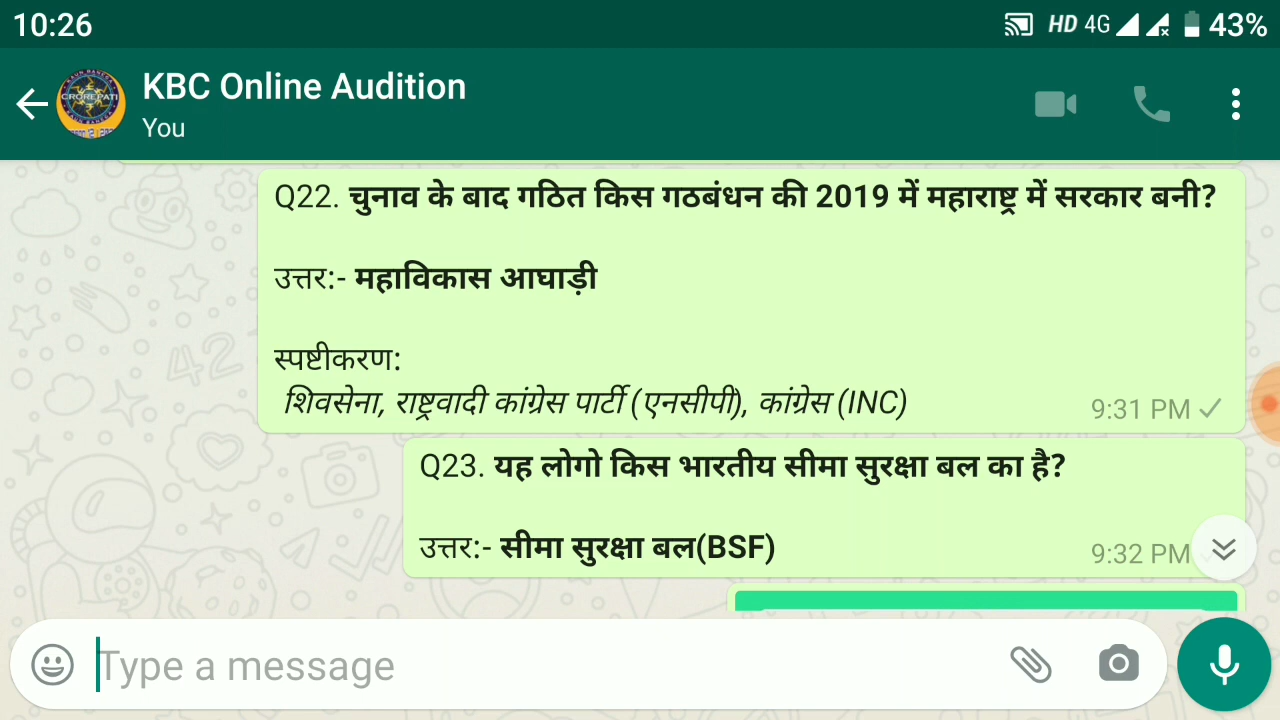 10:26
HD 4G 43%
KBC Online Audition
You
Q22. चुनाव के बाद गठित किस गठबंधन की 2019 में महाराष्ट्र में सरकार बनी?
उत्तर:- महाविकास आघाड़ी
स्पष्टीकरण:
शिवसेना, राष्ट्रवादी कांग्रेस पार्टी (एनसीपी), कांग्रेस (INC)
9:31 PM
Q23. यह लोगो किस भारतीय सीमा सुरक्षा बल का है?
उत्तर:- सीमा सुरक्षा बल(BSF)
9:32 PM
Type a message